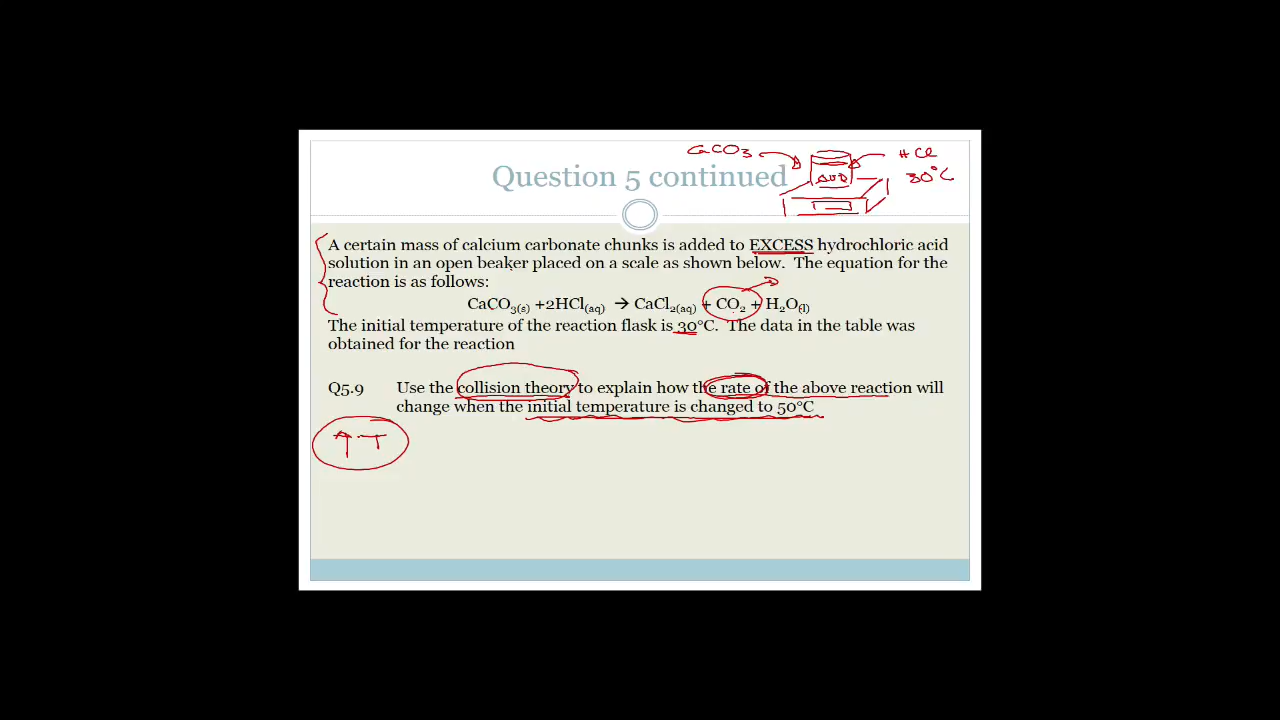 CaCO3
HCl
Question 5 continued
30°C
A certain mass of calcium carbonate chunks is added to EXCESS hydrochloric acid
solution in an open beaker placed on a scale as shown below. The equation for the
reaction is as follows:
CaCO3(s) +2HCl(aq) → CaCl2(aq) + CO2 + H2O(l)
The initial temperature of the reaction flask is 30°C. The data in the table was
obtained for the reaction
Q5.9 Use the collision theory to explain how the rate of the above reaction will
change when the initial temperature is changed to 50°C
↑ T